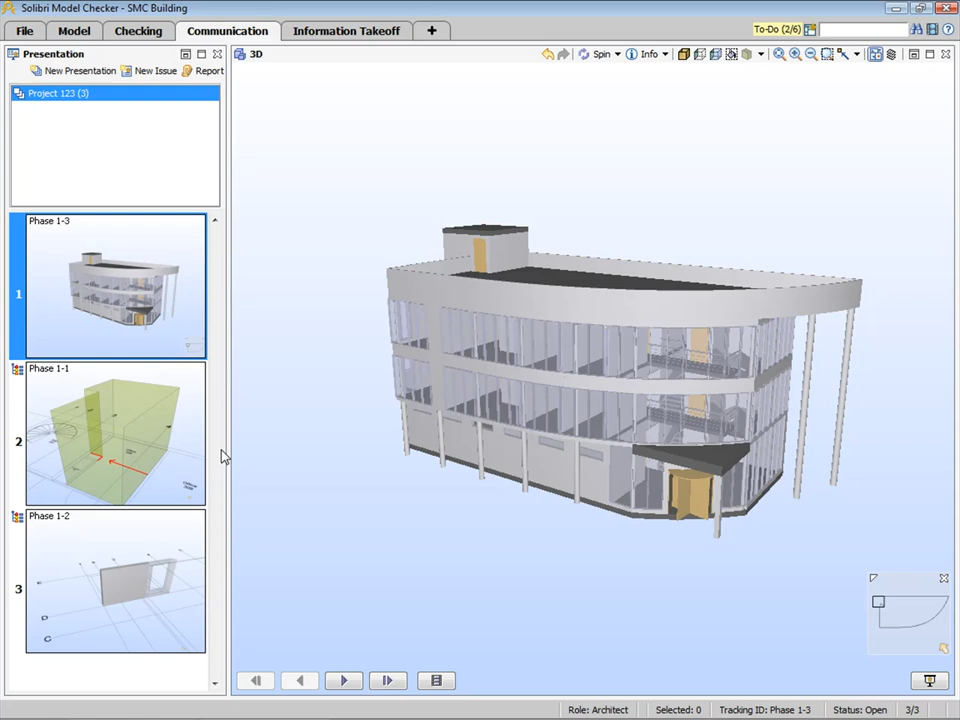 Solibri Model Checker - SMC Building
File
Model
Checking
Communication
Information Takeoff
+
To-Do (2/6)
Presentation
New Presentation
New Issue
Report
Project 123 (3)
3D
Spin
Info
Phase 1-3
1
Phase 1-1
2
Phase 1-2
3
D
C
Role: Architect
Selected: 0
Tracking ID: Phase 1-3
Status: Open
3/3